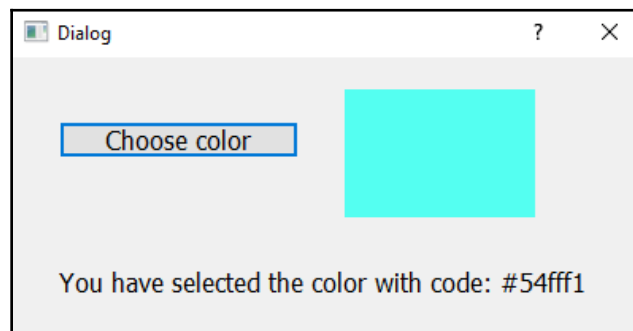 Dialog ?
Choose color
You have selected the color with code: #54fff1